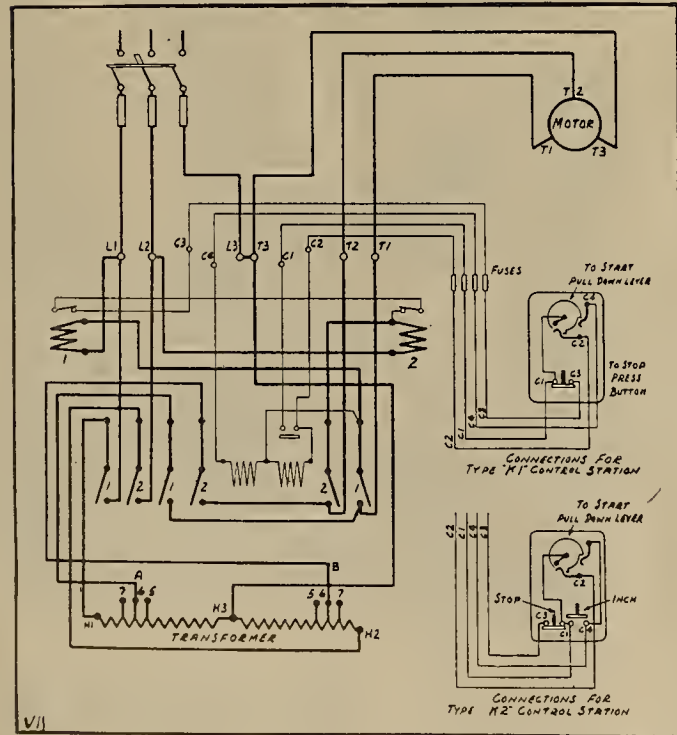 T2
MOTOR
T1
T3
L1
L2
C3
C4
L3
T3
C1
C2
T2
T1
FUSES
TO START
PULL DOWN LEVER
C4
C2
TO STOP
PRESS
BUTTON
C1
C3
1
2
C2
C1
C4
C3
CONNECTIONS FOR
TYPE "K1" CONTROL STATION
1
2
1
2
2
1
TO START
PULL DOWN LEVER
C2
C1
C4
C3
C2
STOP
INCH
C3
C1
C4
A
B
7
6
5
H3
5
6
7
H1
H2
TRANSFORMER
CONNECTIONS FOR
TYPE "K2" CONTROL STATION
VII